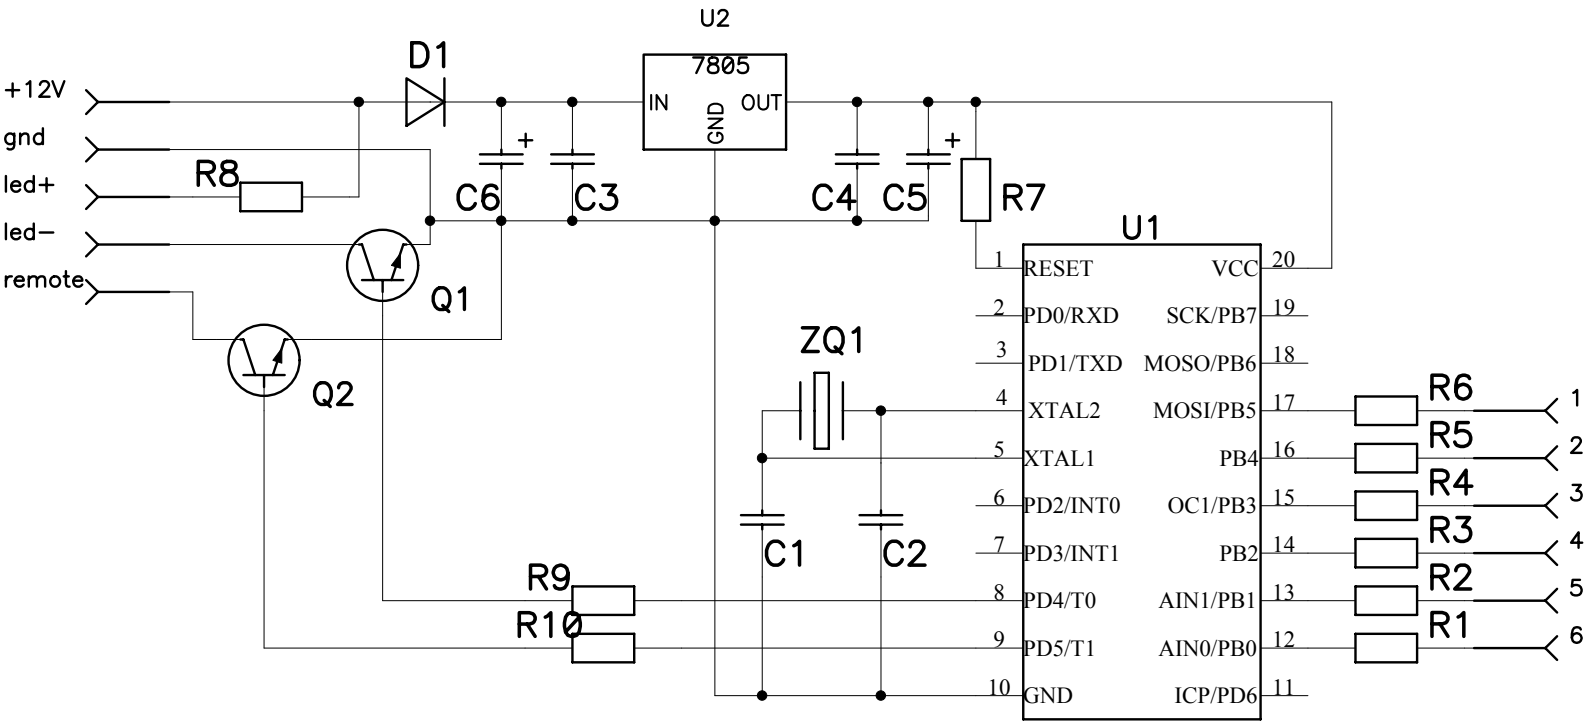 U2
D1
7805
+12V
IN
OUT
GND
gnd
+
+
led+
R8
C6
C3
C4
C5
R7
led−
U1
remote
Q1
1
RESET
VCC
20
2
PD0/RXD
SCK/PB7
19
ZQ1
3
PD1/TXD
MOSO/PB6
18
Q2
4
XTAL2
MOSI/PB5
17
R6
1
5
XTAL1
PB4
16
R5
2
6
PD2/INT0
OC1/PB3
15
R4
3
C1
C2
7
PD3/INT1
PB2
14
R3
4
R9
8
PD4/T0
AIN1/PB1
13
R2
5
R10
9
PD5/T1
AIN0/PB0
12
R1
6
10
GND
ICP/PD6
11